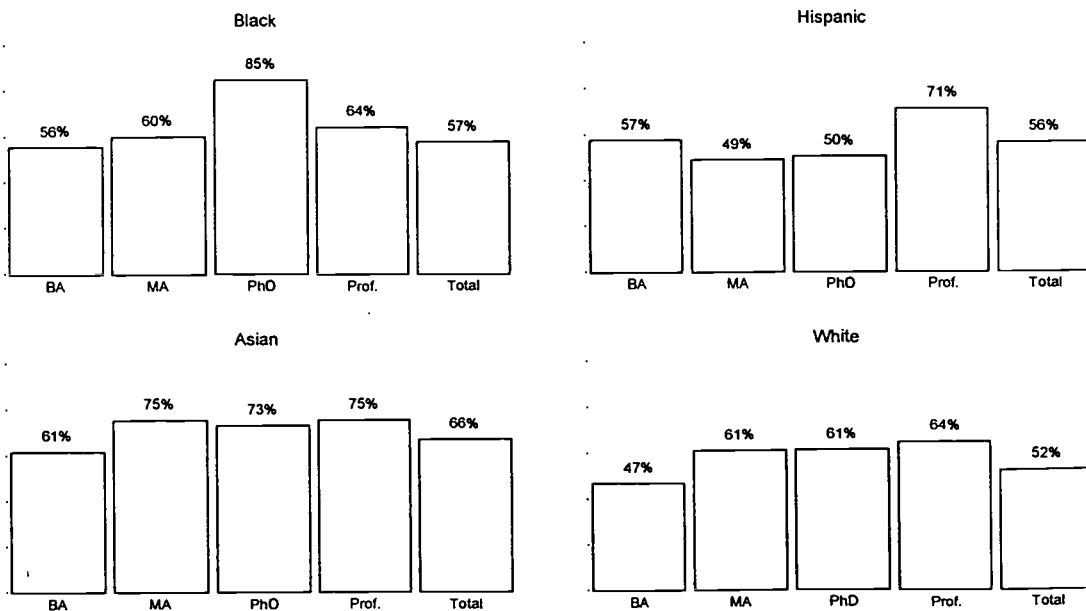 Black
85%
64%
60%
57%
56%
BA MA PhO Prof. Total
Hispanic
71%
57%
56%
49%
50%
BA MA PhO Prof. Total
Asian
75%
73%
75%
66%
61%
BA MA PhO Prof. Total
White
64%
61%
61%
52%
47%
BA MA PhD Prof. Total